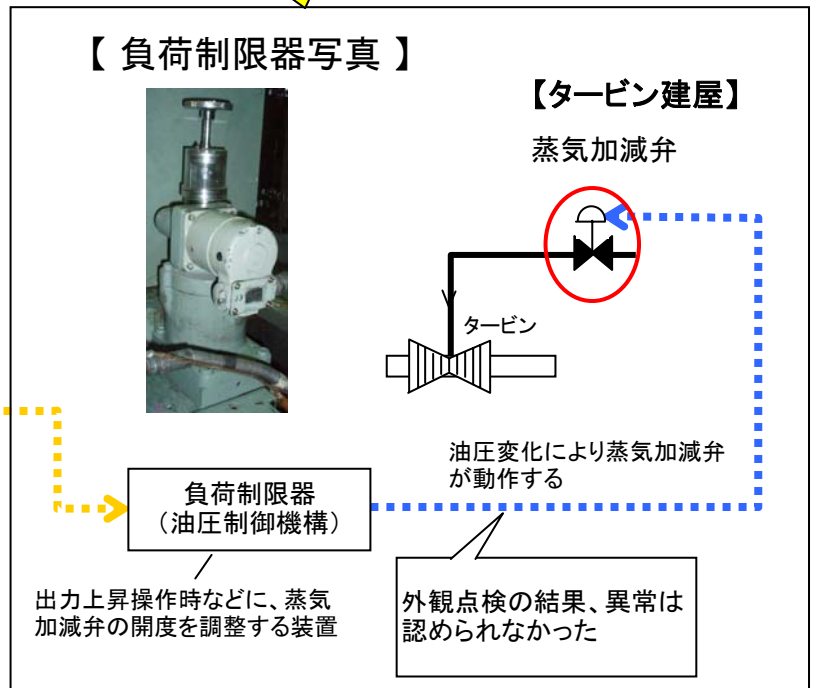 【 負荷制限器写真 】
【タービン建屋】
蒸気加減弁
タービン
油圧変化により蒸気加減弁
が動作する
負荷制限器
（油圧制御機構）
出力上昇操作時などに、蒸気
加減弁の開度を調整する装置
外観点検の結果、異常は
認められなかった